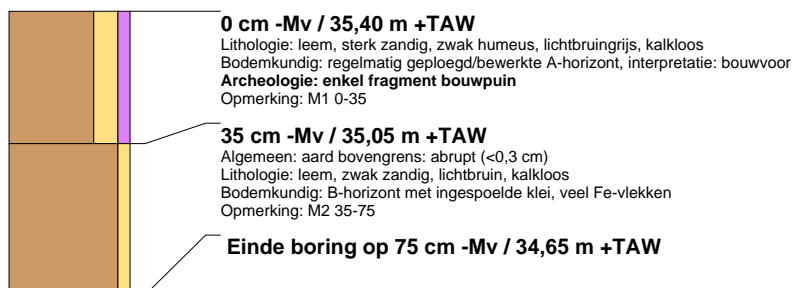 0 cm -Mv / 35,40 m +TAW
Lithologie: leem, sterk zandig, zwak humeus, lichtbruingrijs, kalkloos
Bodemkundig: regelmatig geploegd/bewerkte A-horizont, interpretatie: bouwvoor
Archeologie: enkel fragment bouwpuin
Opmerking: M1 0-35
35 cm -Mv / 35,05 m +TAW
Algemeen: aard bovengrens: abrupt (<0,3 cm)
Lithologie: leem, zwak zandig, lichtbruin, kalkloos
Bodemkundig: B-horizont met ingespoelde klei, veel Fe-vlekken
Opmerking: M2 35-75
Einde boring op 75 cm -Mv / 34,65 m +TAW